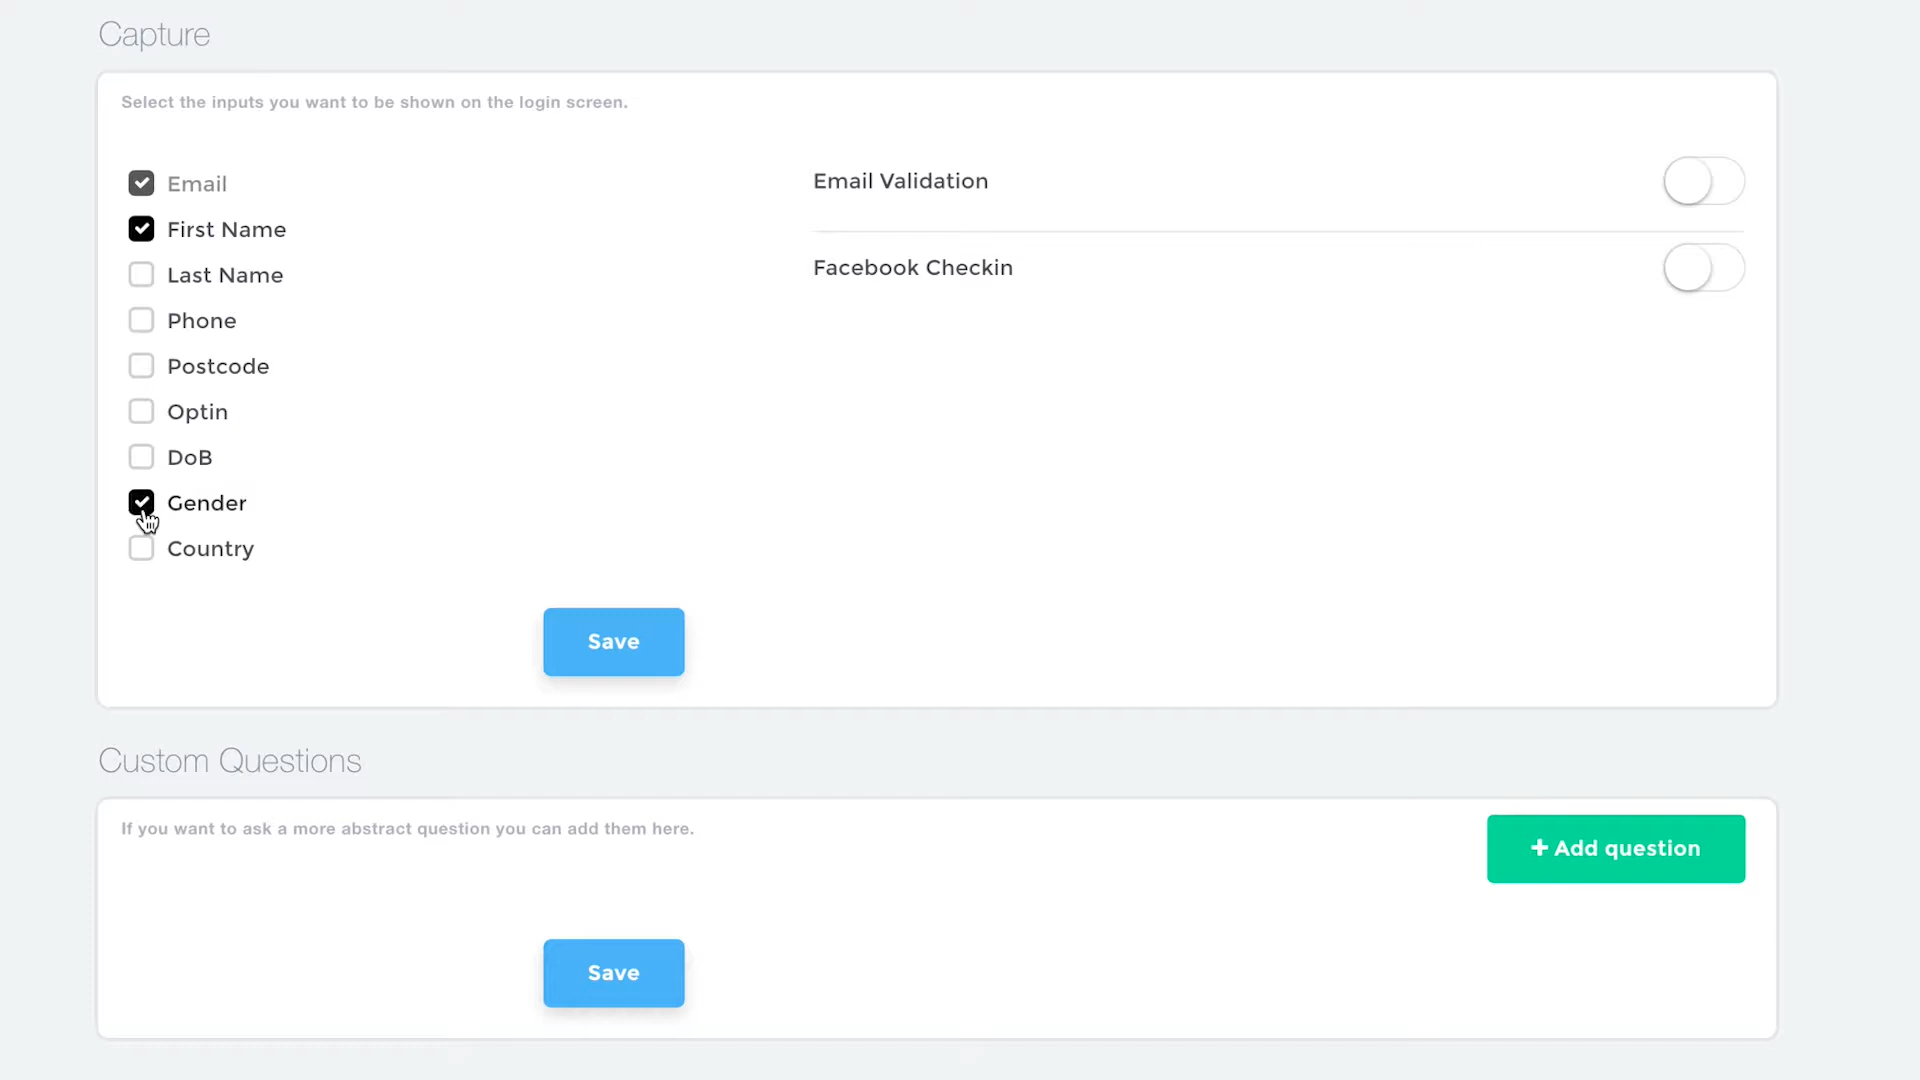 Capture
Select the inputs you want to be shown on the login screen.
Email
First Name
Last Name
Phone
Postcode
Optin
DoB
Gender
Country
Email Validation
Facebook Checkin
Save
Custom Questions
If you want to ask a more abstract question you can add them here.
+ Add question
Save